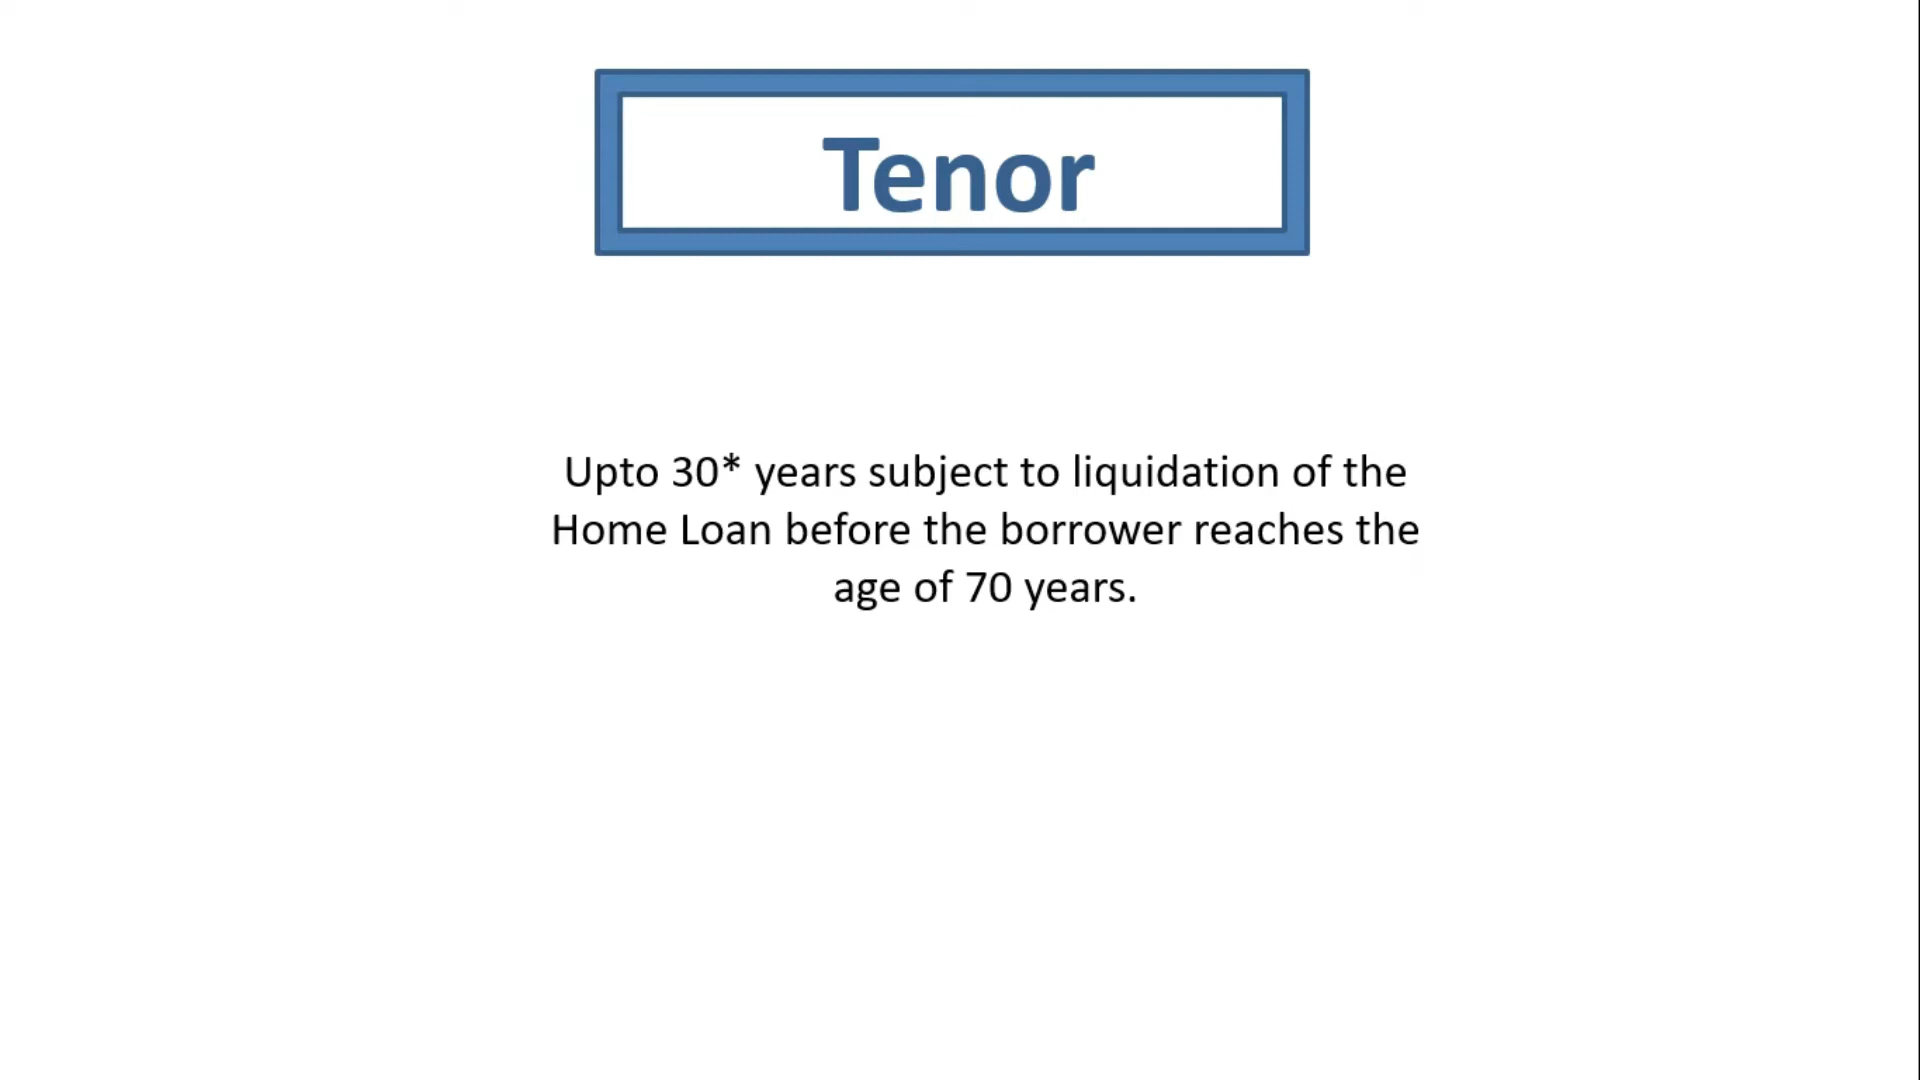 Tenor
Upto 30* years subject to liquidation of the
Home Loan before the borrower reaches the
age of 70 years.